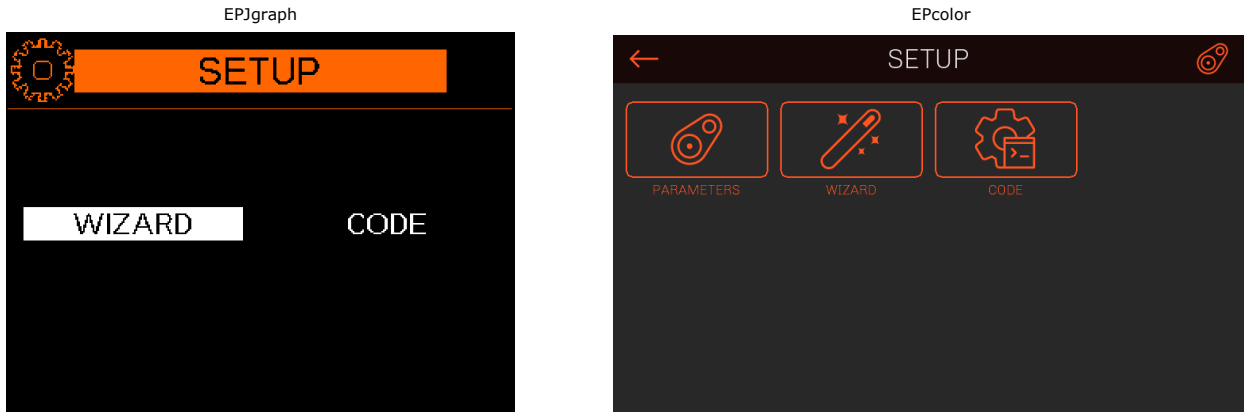 EPJgraph
SETUP
WIZARD CODE
EPcolor
SETUP
PARAMETERS WIZARD CODE